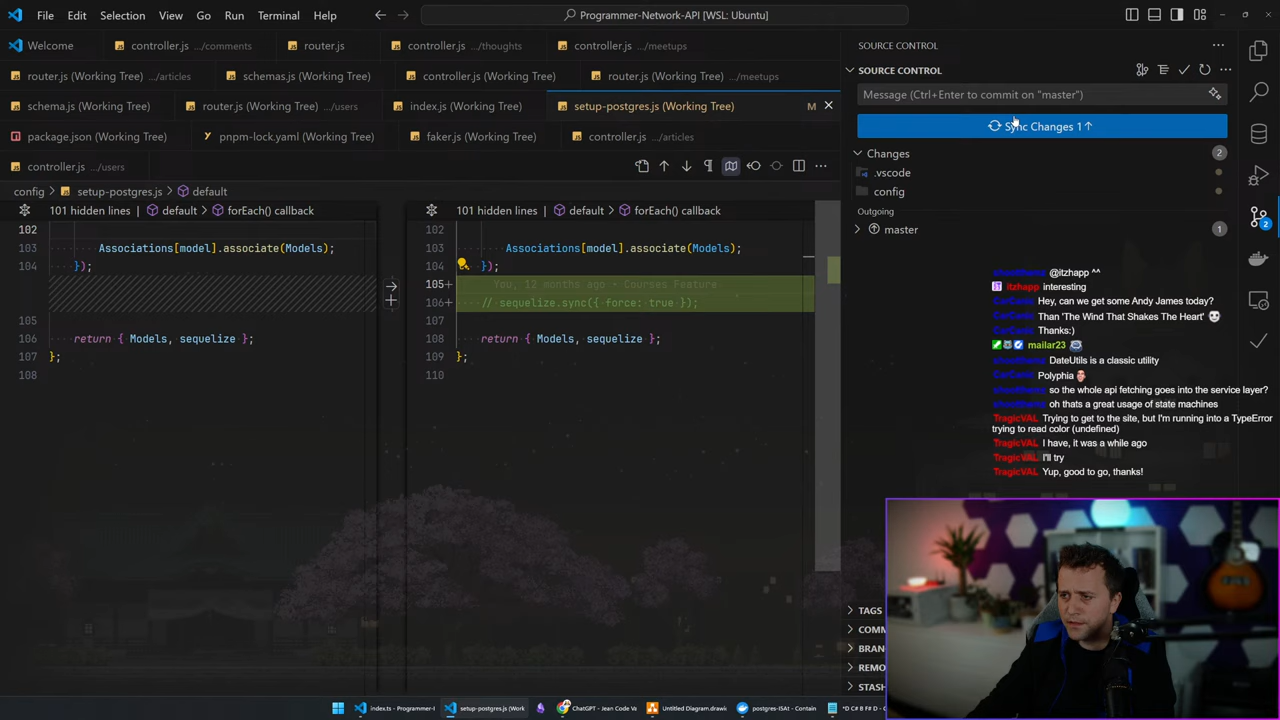 File Edit Selection View Go Run Terminal Help
Programmer-Network-API [WSL: Ubuntu]
Welcome controller.js .../comments router.js controller.js .../thoughts controller.js .../meetups
router.js (Working Tree) .../articles schemas.js (Working Tree) controller.js (Working Tree) router.js (Working Tree) .../meetups
schema.js (Working Tree) router.js (Working Tree) .../users index.js (Working Tree) setup-postgres.js (Working Tree) M
package.json (Working Tree) pnpm-lock.yaml (Working Tree) faker.js (Working Tree) controller.js .../articles
controller.js .../users
config > setup-postgres.js > default
101 hidden lines default > forEach() callback
102
103 Associations[model].associate(Models);
104 });
105
106 return { Models, sequelize };
107 };
108
101 hidden lines default > forEach() callback
102
103 Associations[model].associate(Models);
104 });
105+ You, 12 months ago • Courses Feature
106+ // sequelize.sync({ force: true });
107
108 return { Models, sequelize };
109 };
110
SOURCE CONTROL
SOURCE CONTROL
Message (Ctrl+Enter to commit on "master")
Sync Changes 1↑
Changes 2
.vscode
config
Outgoing
master 1
@itzhapp ^^
itzhapp interesting
Hey, can we get some Andy James today?
Than 'The Wind That Shakes The Heart'
Thanks:)
mailar23
DateUtils is a classic utility
Polyphia
so the whole api fetching goes into the service layer?
oh thats a great usage of state machines
TragicVAL Trying to get to the site, but I'm running into a TypeError
trying to read color (undefined)
TragicVAL I have, it was a while ago
TragicVAL I'll try
TragicVAL Yup, good to go, thanks!
TAGS
COMM
BRAN
REMO
STASH
2
index.ts - Programmer-N setup-postgres.js (Work ChatGPT - Jean Code Va Untitled Diagram.drawio postgres-ISAt - Contain